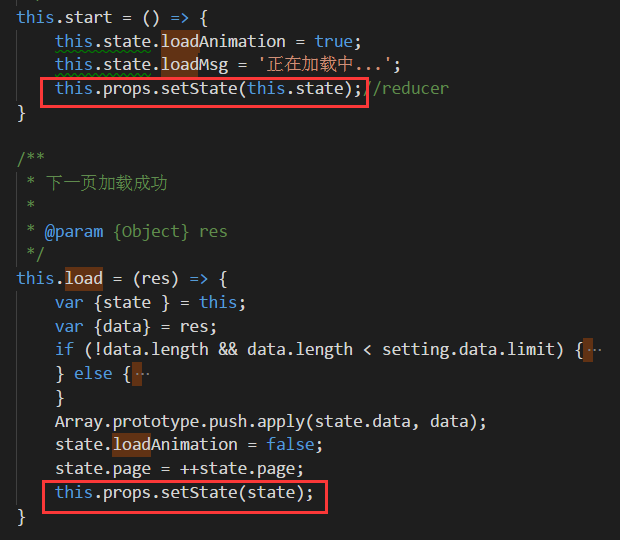 this.start = () => {
this.state.loadAnimation = true;
this.state.loadMsg = '正在加载中...';
this.props.setState(this.state);//reducer
}
/**
* 下一页加载成功
*
* @param {Object} res
*/
this.load = (res) => {
var {state } = this;
var {data} = res;
if (!data.length && data.length < setting.data.limit) {…
} else {…
}
Array.prototype.push.apply(state.data, data);
state.loadAnimation = false;
state.page = ++state.page;
this.props.setState(state);
}